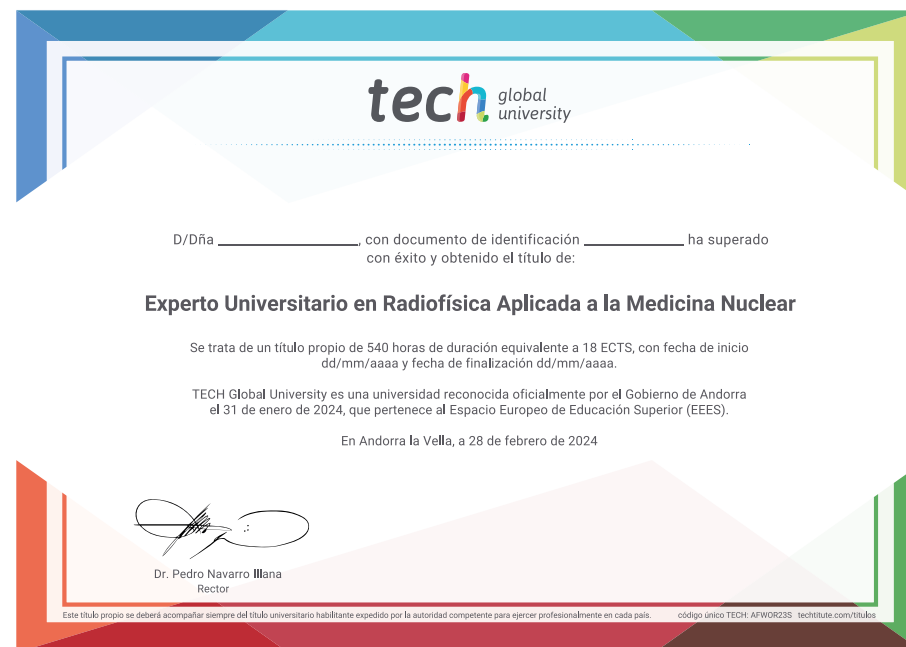 tech global university
D/Dña ______________, con documento de identificación __________ ha superado
con éxito y obtenido el título de:
Experto Universitario en Radiofísica Aplicada a la Medicina Nuclear
Se trata de un título propio de 540 horas de duración equivalente a 18 ECTS, con fecha de inicio
dd/mm/aaaa y fecha de finalización dd/mm/aaaa.
TECH Global University es una universidad reconocida oficialmente por el Gobierno de Andorra
el 31 de enero de 2024, que pertenece al Espacio Europeo de Educación Superior (EEES).
En Andorra la Vella, a 28 de febrero de 2024
Dr. Pedro Navarro Illana
Rector
Este título propio se deberá acompañar siempre del título universitario habilitante expedido por la autoridad competente para ejercer profesionalmente en cada país. código único TECH: AFWOR23S techtitute.com/titulos